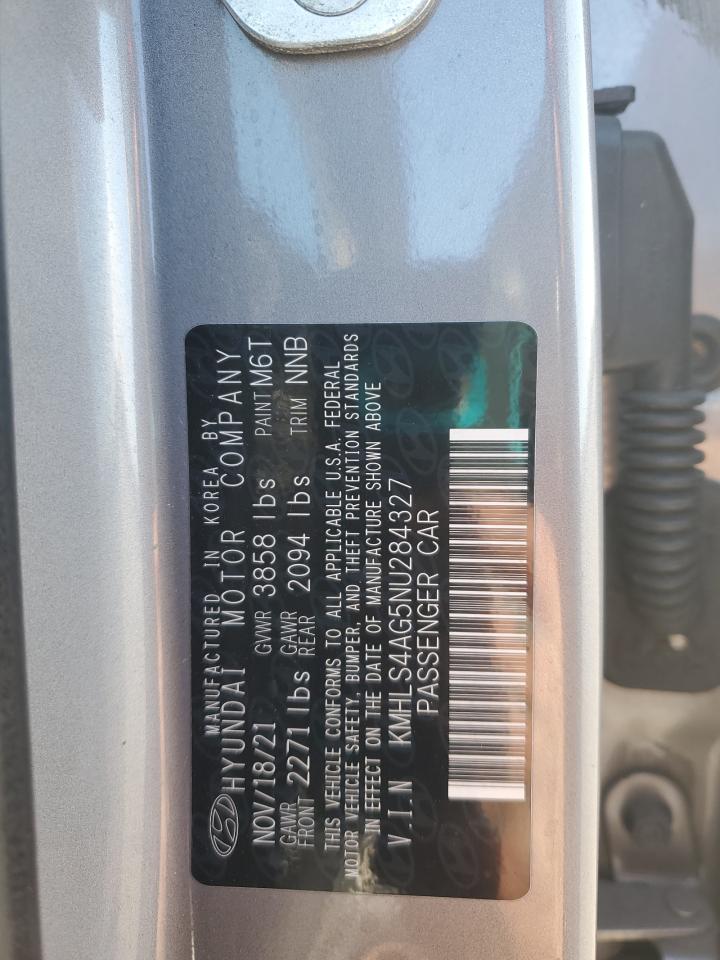 MANUFACTURED IN KOREA BY
HYUNDAI MOTOR COMPANY
NOV/18/21 GVWR 3858 lbs PAINT M6T
GAWR FRONT 2271 lbs GAWR REAR 2094 lbs TRIM NNB
THIS VEHICLE CONFORMS TO ALL APPLICABLE U.S.A. FEDERAL
MOTOR VEHICLE SAFETY, BUMPER, AND THEFT PREVENTION STANDARDS
IN EFFECT ON THE DATE OF MANUFACTURE SHOWN ABOVE
V.I.N KMHLS4AG5NU284327
PASSENGER CAR